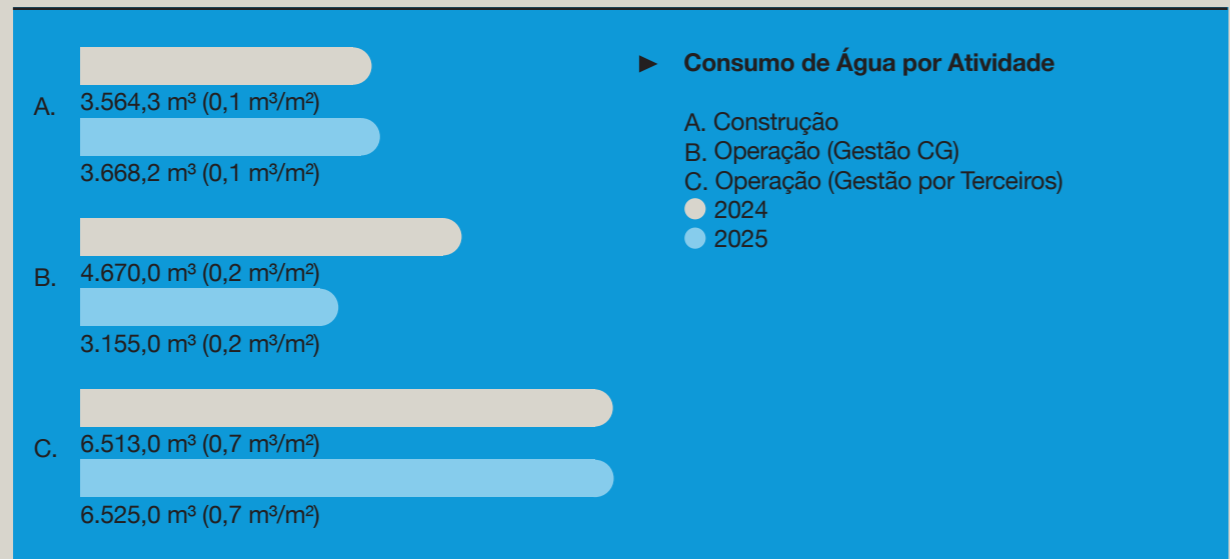 A.
3.564,3 m³ (0,1 m³/m²)
3.668,2 m³ (0,1 m³/m²)
B.
4.670,0 m³ (0,2 m³/m²)
3.155,0 m³ (0,2 m³/m²)
C.
6.513,0 m³ (0,7 m³/m²)
6.525,0 m³ (0,7 m³/m²)
► Consumo de Água por Atividade
A. Construção
B. Operação (Gestão CG)
C. Operação (Gestão por Terceiros)
2024
2025